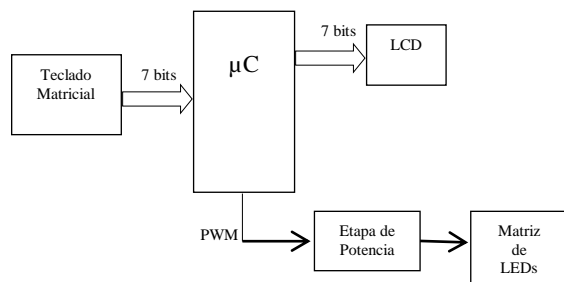 Teclado
Matricial
7 bits
µC
7 bits
LCD
PWM
Etapa de
Potencia
Matriz
de
LEDs